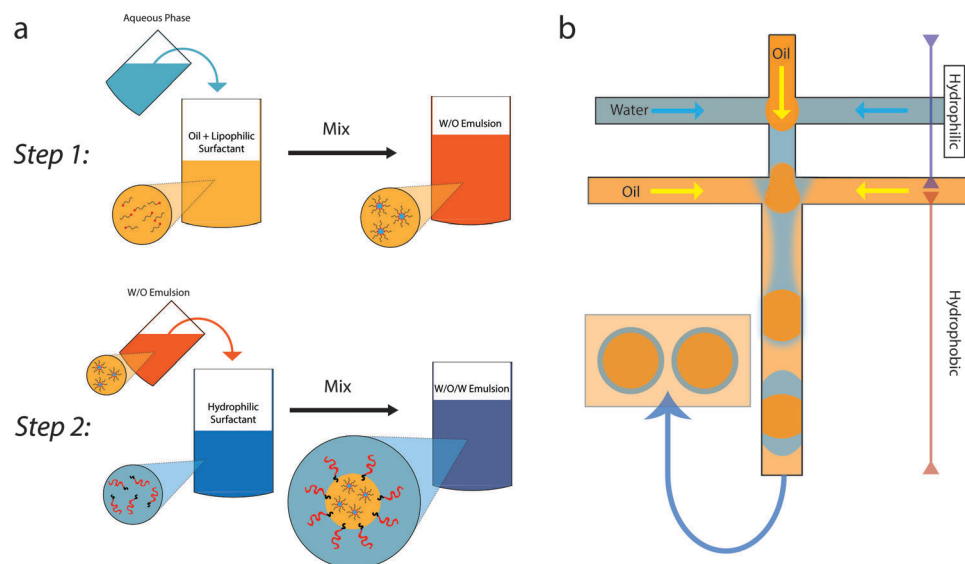 a
Aqueous Phase
Step 1:
Oil + Lipophilic
Surfactant
Mix
W/O Emulsion
W/O Emulsion
Step 2:
Hydrophilic
Surfactant
Mix
W/O/W Emulsion
b
Oil
Water
Oil
Hydrophilic
Hydrophobic